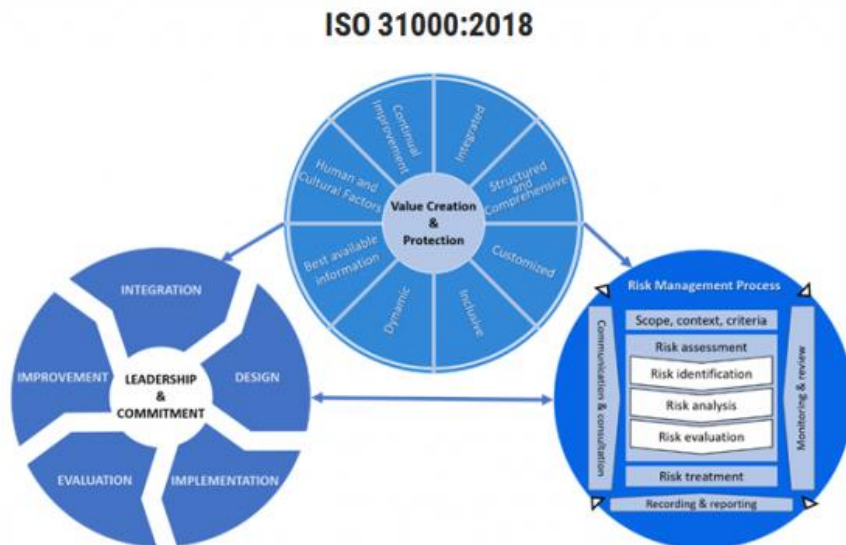 ISO 31000:2018
Continual
Improvement
Integrated
Human and
Cultural Factors
Structured
and
Comprehensive
Value Creation
&
Protection
Best available
information
Customized
Dynamic
Inclusive
INTEGRATION
IMPROVEMENT
DESIGN
LEADERSHIP
&
COMMITMENT
EVALUATION
IMPLEMENTATION
Risk Management Process
Scope, context, criteria
Risk assessment
Risk identification
Risk analysis
Risk evaluation
Risk treatment
Communication & consultation
Monitoring & review
Recording & reporting